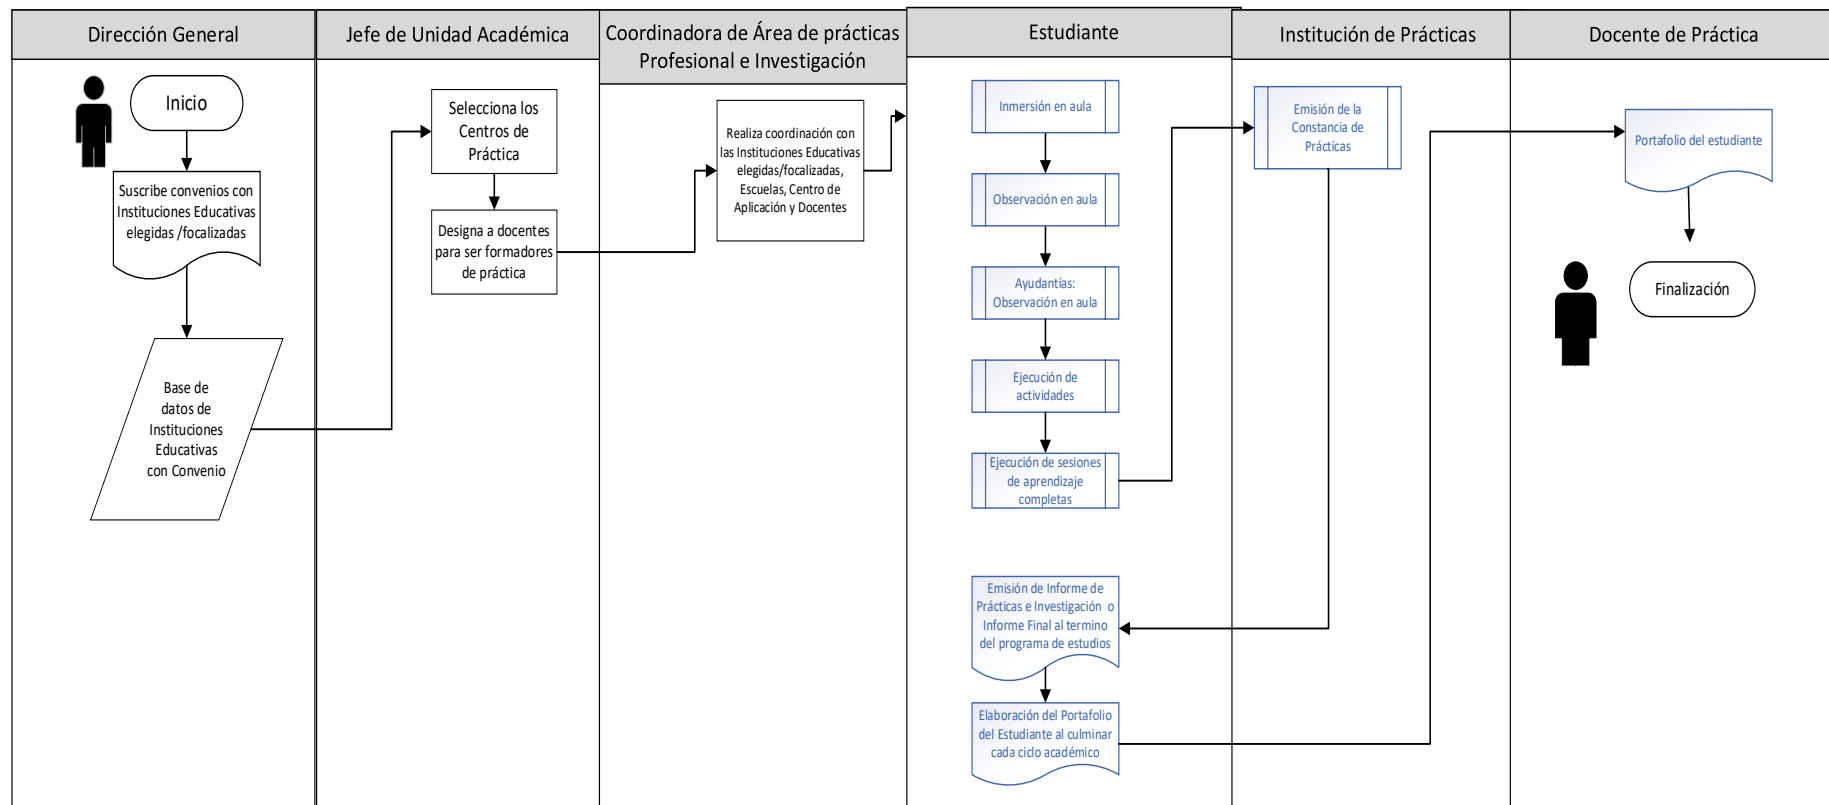 Dirección General
Jefe de Unidad Académica
Coordinadora de Área de prácticas
Profesional e Investigación
Estudiante
Institución de Prácticas
Docente de Práctica
Inicio
Suscribe convenios con
Instituciones Educativas
elegidas /focalizadas
Base de
datos de
Instituciones
Educativas
con Convenio
Selecciona los
Centros de
Práctica
Designa a docentes
para ser formadores
de práctica
Realiza coordinación con
las Instituciones Educativas
elegidas/focalizadas,
Escuelas, Centro de
Aplicación y Docentes
Inmersión en aula
Observación en aula
Ayudantías:
Observación en aula
Ejecución de
actividades
Ejecución de sesiones
de aprendizaje
completas
Emisión de la
Constancia de
Prácticas
Emisión de Informe de
Prácticas e Investigación o
Informe Final al termino
del programa de estudios
Elaboración del Portafolio
del Estudiante al culminar
cada ciclo académico
Portafolio del estudiante
Finalización